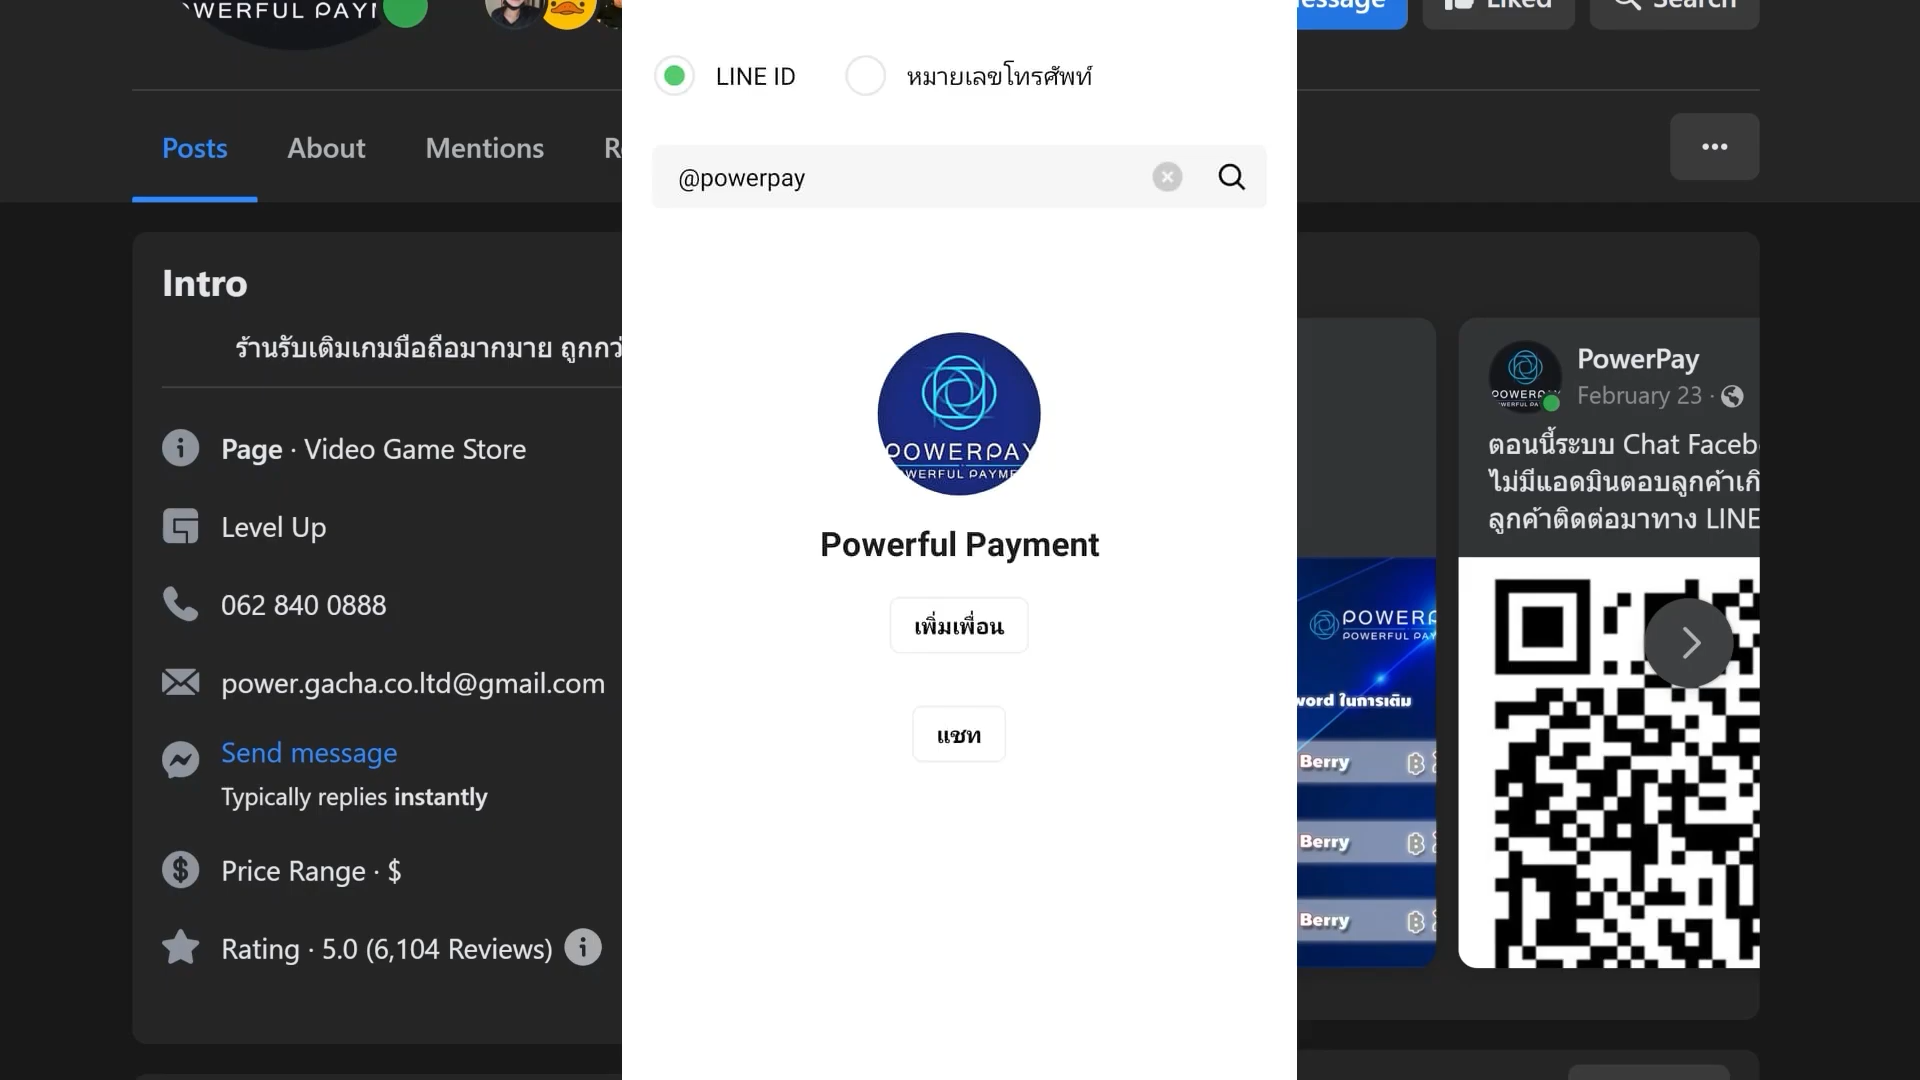 WERFUL PAY
Liked
Search
LINE ID
หมายเลขโทรศัพท์
Posts
About
Mentions
@powerpay
Intro
ร้านรับเติมเกมมือถือมากมาย
Page · Video Game Store
Level Up
062 840 0888
power.gacha.co.ltd@gmail.com
Send message
Typically replies instantly
Price Range · $
Rating · 5.0 (6,104 Reviews)
POWERPAY
WERFUL PAYME
Powerful Payment
เพิ่มเพื่อน
แชท
POWER
POWERFUL PAY
word ในการเติม
Berry
Berry
Berry
PowerPay
February 23
ตอนนี้ระบบ Chat Faceb
ไม่มีแอดมินตอบลูกค้าเกิ
ลูกค้าติดต่อมาทาง LINE